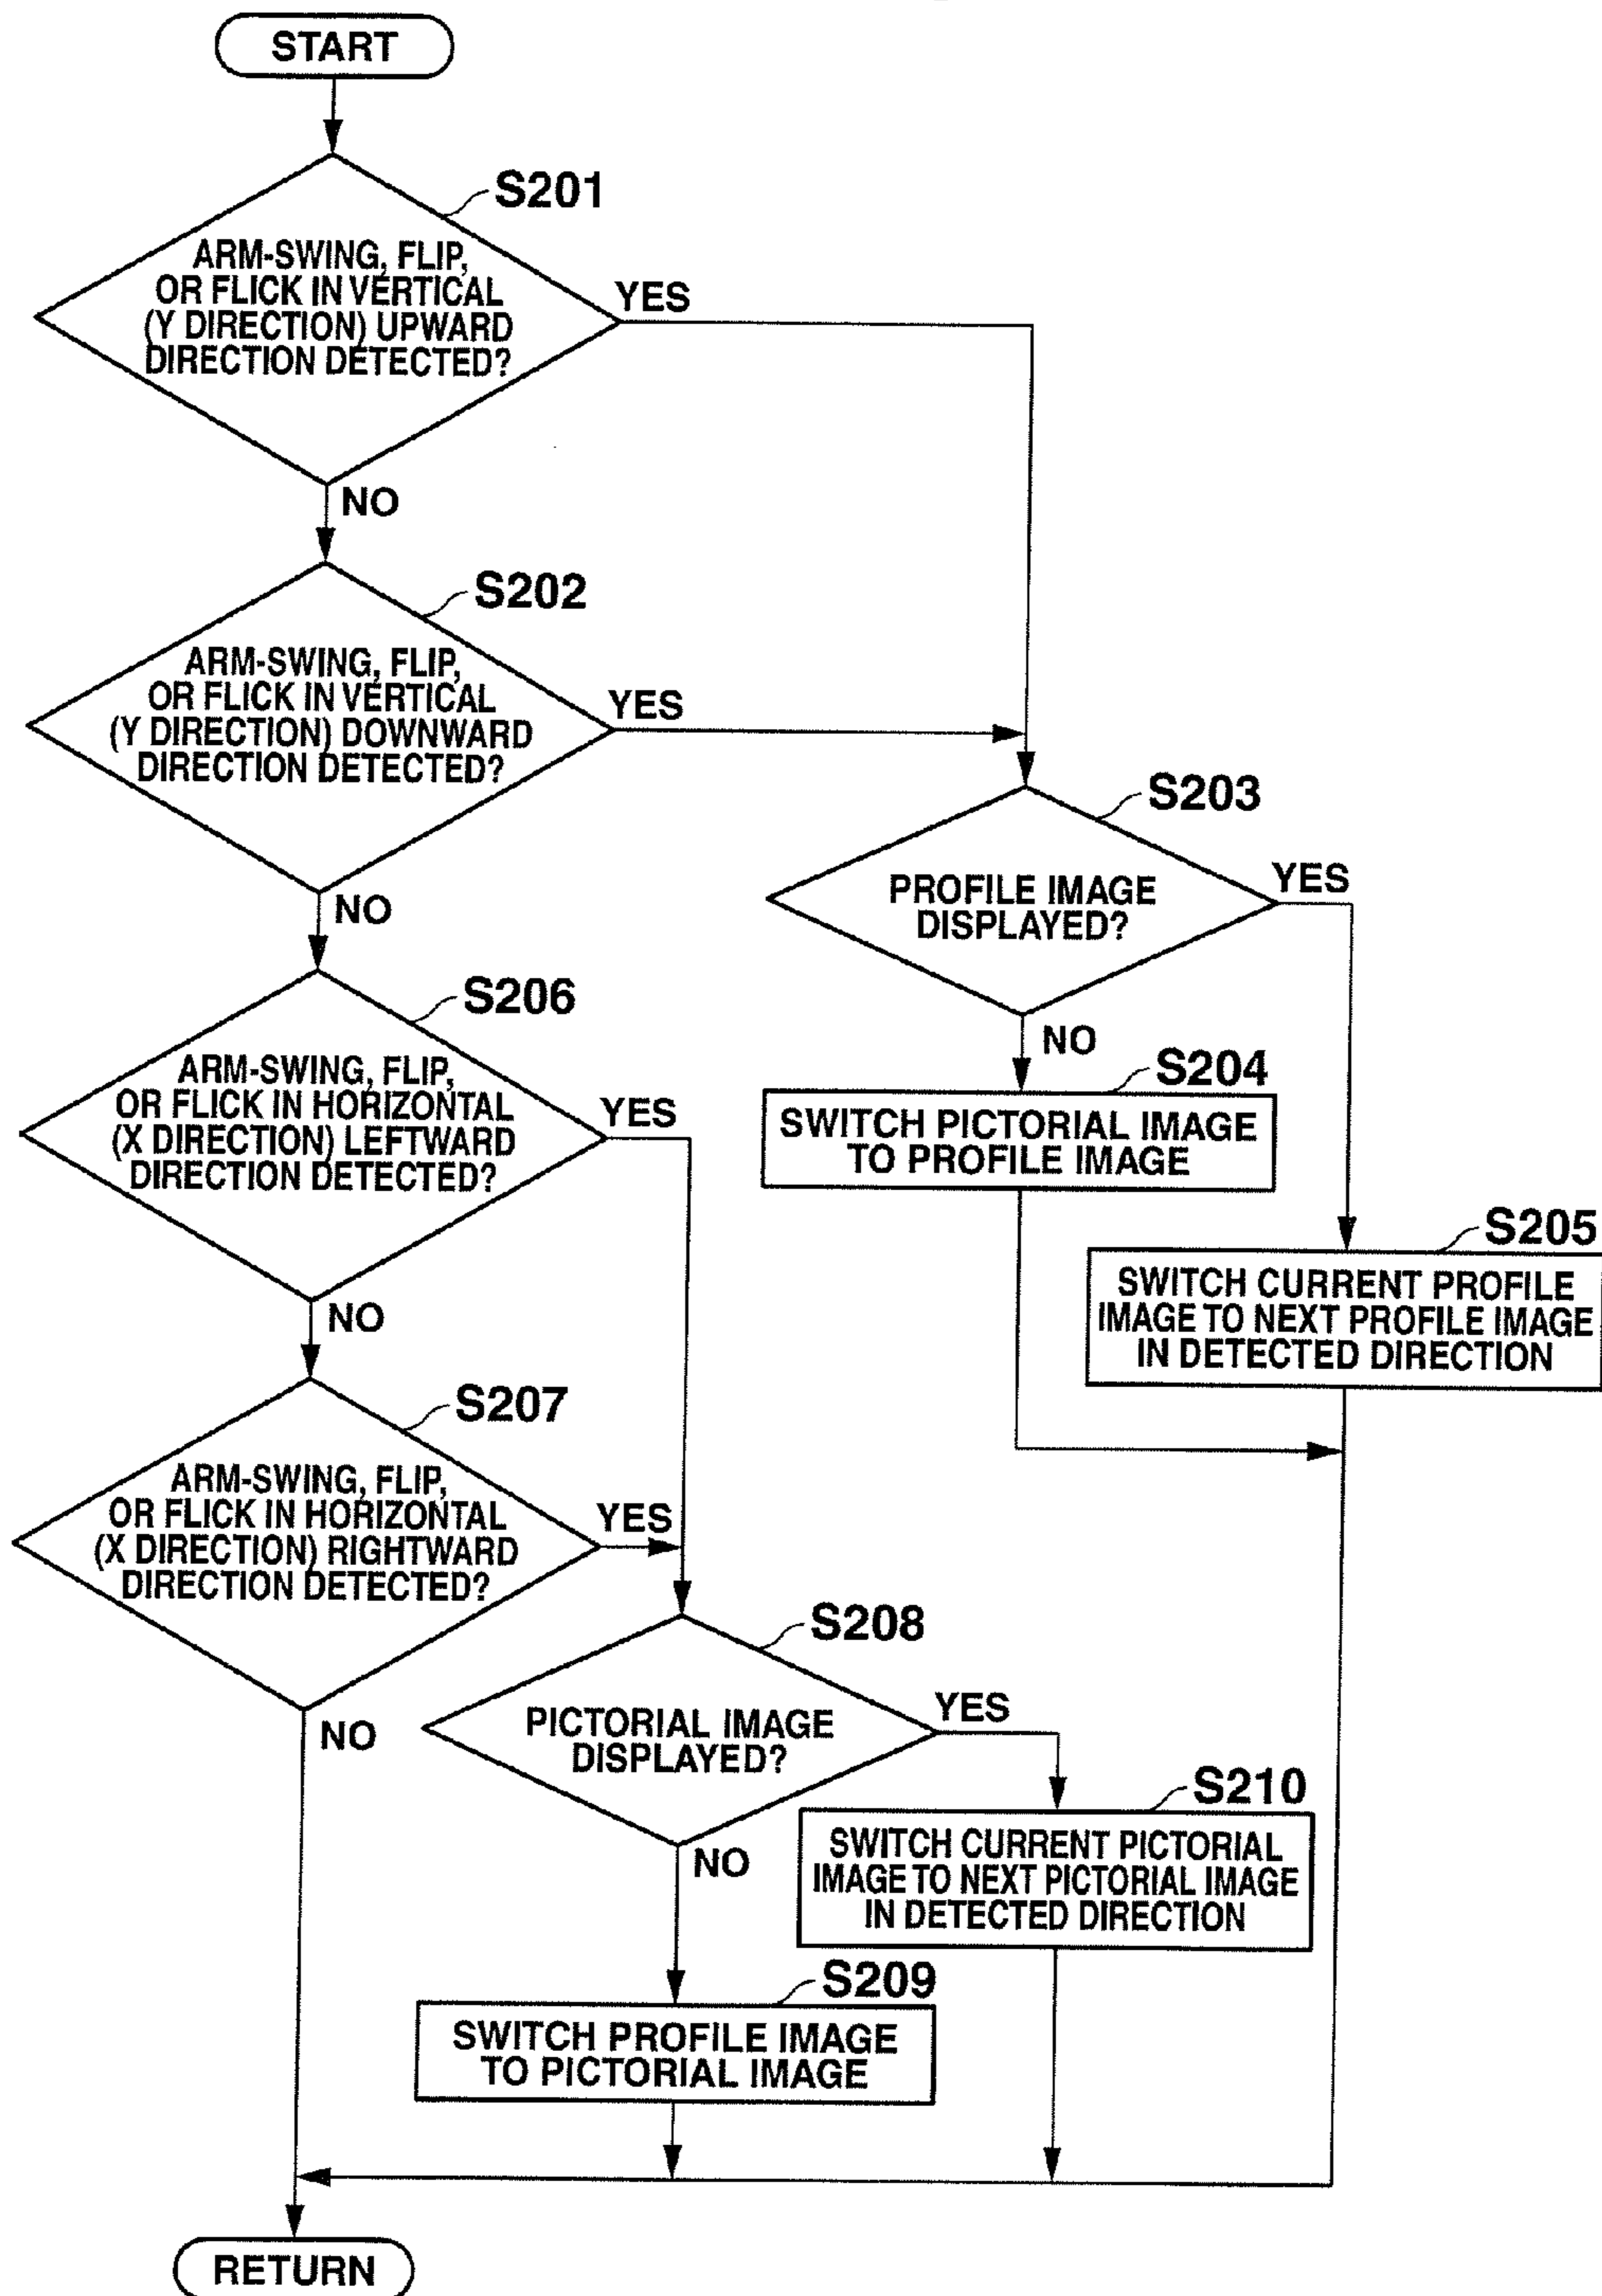 START
S201
ARM-SWING, FLIP,
OR FLICK IN VERTICAL
(Y DIRECTION) UPWARD
DIRECTION DETECTED?
YES
NO
S202
ARM-SWING, FLIP,
OR FLICK IN VERTICAL
(Y DIRECTION) DOWNWARD
DIRECTION DETECTED?
YES
NO
S203
PROFILE IMAGE
DISPLAYED?
YES
NO
S204
SWITCH PICTORIAL IMAGE
TO PROFILE IMAGE
S205
SWITCH CURRENT PROFILE
IMAGE TO NEXT PROFILE IMAGE
IN DETECTED DIRECTION
S206
ARM-SWING, FLIP,
OR FLICK IN HORIZONTAL
(X DIRECTION) LEFTWARD
DIRECTION DETECTED?
YES
NO
S207
ARM-SWING, FLIP,
OR FLICK IN HORIZONTAL
(X DIRECTION) RIGHTWARD
DIRECTION DETECTED?
YES
NO
S208
PICTORIAL IMAGE
DISPLAYED?
YES
NO
S210
SWITCH CURRENT PICTORIAL
IMAGE TO NEXT PICTORIAL IMAGE
IN DETECTED DIRECTION
S209
SWITCH PROFILE IMAGE
TO PICTORIAL IMAGE
RETURN